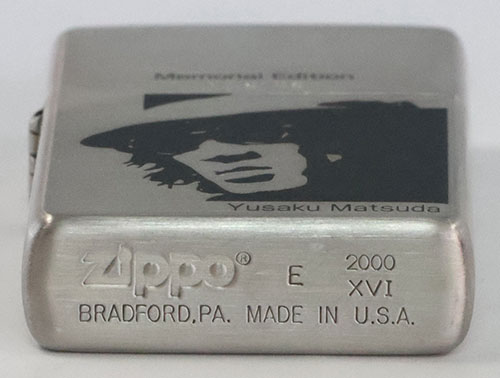 Memorial Edition
Yusaku Matsuda
Zippo® E 2000
XVI
BRADFORD,PA. MADE IN U.S.A.